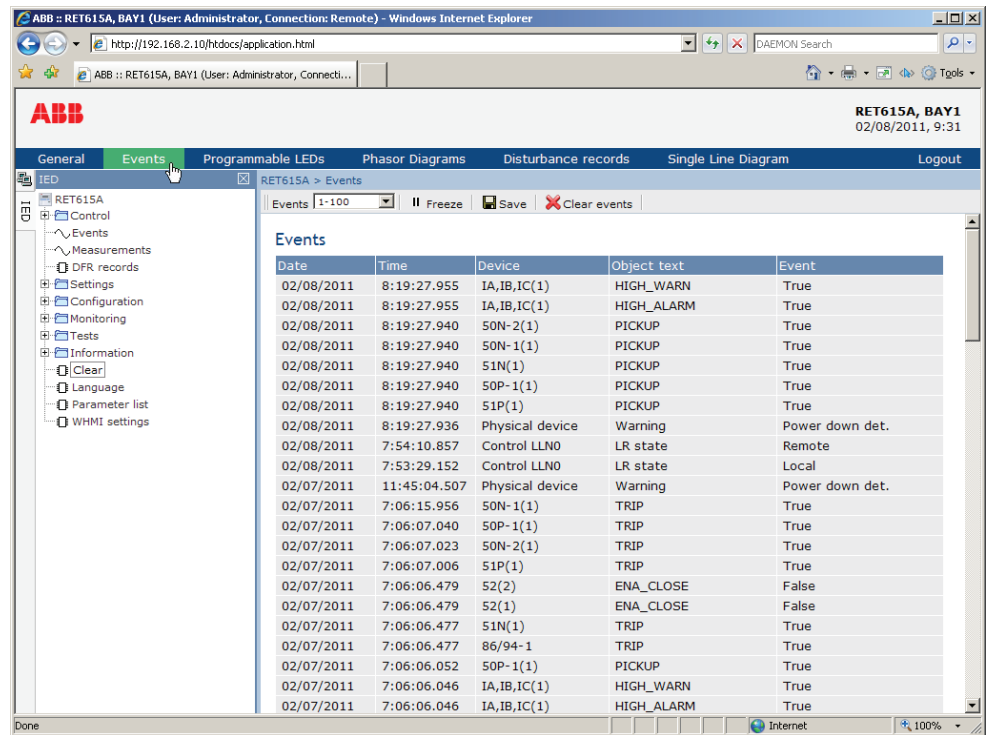 ABB :: RET615A, BAY1 (User: Administrator, Connection: Remote) - Windows Internet Explorer
http://192.168.2.10/htdocs/application.html
DAEMON Search
ABB :: RET615A, BAY1 (User: Administrator, Connecti...
Tools
ABB
RET615A, BAY1
02/08/2011, 9:31
General Events Programmable LEDs Phasor Diagrams Disturbance records Single Line Diagram Logout
IED
IED
RET615A
Control
Events
Measurements
DFR records
Settings
Configuration
Monitoring
Tests
Information
Clear
Language
Parameter list
WHMI settings
RET615A > Events
Events 1-100 Freeze Save Clear events
Events
Date Time Device Object text Event
02/08/2011 8:19:27.955 IA,IB,IC(1) HIGH_WARN True
02/08/2011 8:19:27.955 IA,IB,IC(1) HIGH_ALARM True
02/08/2011 8:19:27.940 50N-2(1) PICKUP True
02/08/2011 8:19:27.940 50N-1(1) PICKUP True
02/08/2011 8:19:27.940 51N(1) PICKUP True
02/08/2011 8:19:27.940 50P-1(1) PICKUP True
02/08/2011 8:19:27.940 51P(1) PICKUP True
02/08/2011 8:19:27.936 Physical device Warning Power down det.
02/08/2011 7:54:10.857 Control LLN0 LR state Remote
02/08/2011 7:53:29.152 Control LLN0 LR state Local
02/07/2011 11:45:04.507 Physical device Warning Power down det.
02/07/2011 7:06:15.956 50N-1(1) TRIP True
02/07/2011 7:06:07.040 50P-1(1) TRIP True
02/07/2011 7:06:07.023 50N-2(1) TRIP True
02/07/2011 7:06:07.006 51P(1) TRIP True
02/07/2011 7:06:06.479 52(2) ENA_CLOSE False
02/07/2011 7:06:06.479 52(1) ENA_CLOSE False
02/07/2011 7:06:06.477 51N(1) TRIP True
02/07/2011 7:06:06.477 86/94-1 TRIP True
02/07/2011 7:06:06.052 50P-1(1) PICKUP True
02/07/2011 7:06:06.046 IA,IB,IC(1) HIGH_WARN True
02/07/2011 7:06:06.046 IA,IB,IC(1) HIGH_ALARM True
Done Internet 100%